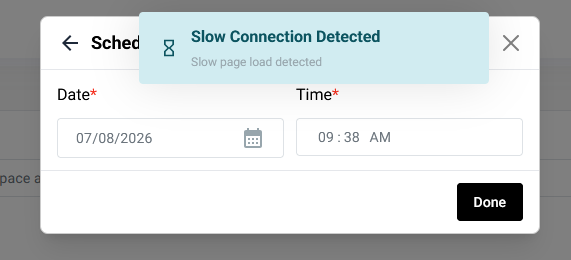 Slow Connection Detected
Slow page load detected
Sched
Date*
Time*
07/08/2026
09 : 38 AM
pace a
Done